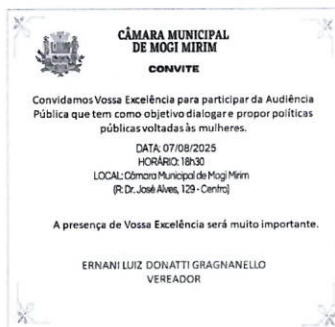 CÂMARA MUNICIPAL
DE MOGI MIRIM
CONVITE
Convidamos Vossa Excelência para participar da Audiência
Pública que tem como objetivo dialogar e propor políticas
públicas voltadas às mulheres.
DATA: 07/08/2025
HORÁRIO: 18h30
LOCAL: Câmara Municipal de Mogi Mirim
(R: Dr. José Alves, 129 - Centro)
A presença de Vossa Excelência será muito importante.
ERNANI LUIZ DONATTI GRAGNANELLO
VEREADOR